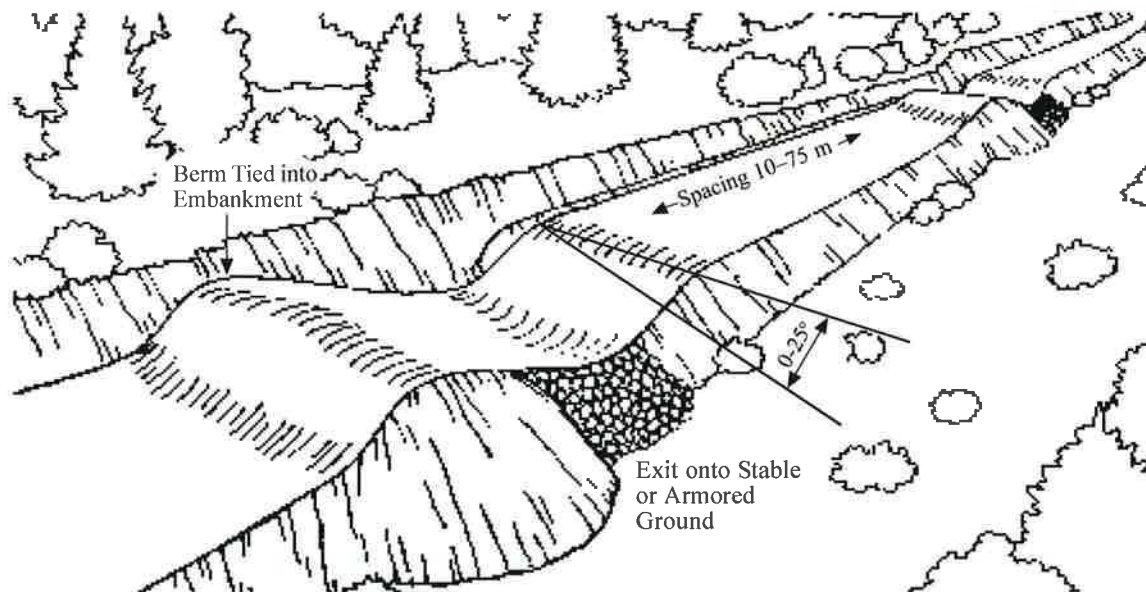 Berm Tied into
Embankment
Spacing 10–75 m
0-25°
Exit onto Stable
or Armored
Ground